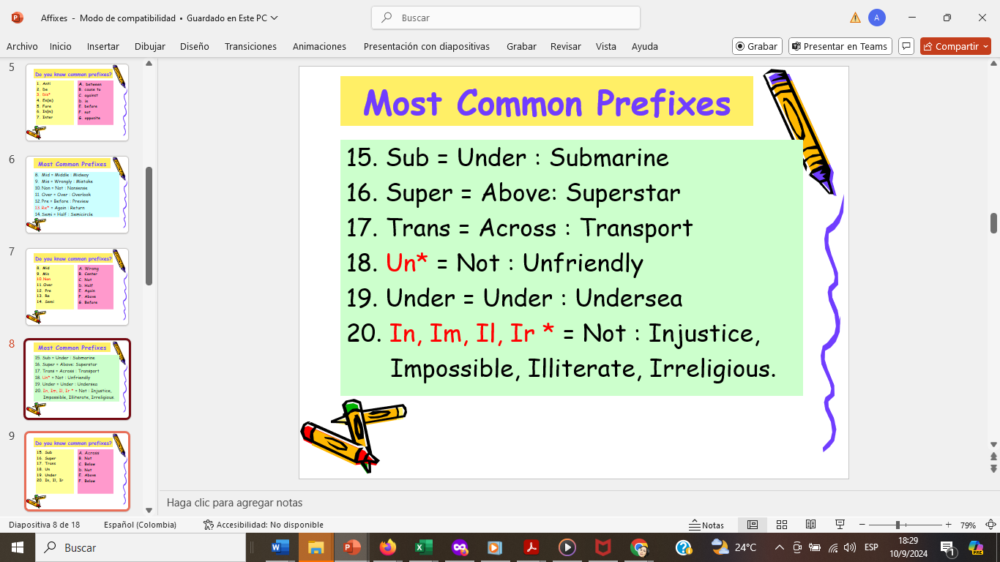 Affixes - Modo de compatibilidad • Guardado en Este PC
Buscar
A
Archivo Inicio Insertar Dibujar Diseño Transiciones Animaciones Presentación con diapositivas Grabar Revisar Vista Ayuda
Grabar
Presentar en Teams
Compartir
5
Do you know common prefixes?
1. Anti
2. De
3. Dis*
4. En(m)
5. Fore
6. In(m)
7. Inter
A. between
B. cause to
C. against
D. in
E. before
F. not
G. opposite
6
Most Common Prefixes
8. Mid = Middle : Midway
9. Mis = Wrongly : Mistake
10. Non = Not : Nonsense
11. Over = Over : Overlook
12. Pre = Before : Preview
13. Re* = Again : Return
14. Semi = Half : Semicircle
7
Do you know common prefixes?
8. Mid
9. Mis
10. Non
11. Over
12. Pre
13. Re
14. Semi
A. Wrong
B. Center
C. Not
D. Half
E. Again
F. Above
G. Before
8
Most Common Prefixes
15. Sub = Under : Submarine
16. Super = Above: Superstar
17. Trans = Across : Transport
18. Un* = Not : Unfriendly
19. Under = Under : Undersea
20. In, Im, Il, Ir * = Not : Injustice,
Impossible, Illiterate, Irreligious.
9
Do you know common prefixes?
15. Sub
16. Super
17. Trans
18. Un
19. Under
20. In, Il, Ir
A. Across
B. Not
C. Below
D. Not
E. Above
F. Below
Most Common Prefixes
15. Sub = Under : Submarine
16. Super = Above: Superstar
17. Trans = Across : Transport
18. Un* = Not : Unfriendly
19. Under = Under : Undersea
20. In, Im, Il, Ir * = Not : Injustice,
Impossible, Illiterate, Irreligious.
Haga clic para agregar notas
Diapositiva 8 de 18 Español (Colombia) Accesibilidad: No disponible
Notas
79%
Buscar
24°C
ESP
18:29
10/9/2024
1
PRE